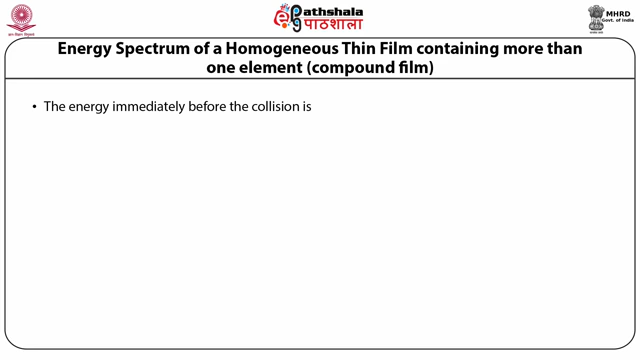 ePathshala
पाठशाला
MHRD
Govt. of India
Energy Spectrum of a Homogeneous Thin Film containing more than
one element (compound film)
• The energy immediately before the collision is